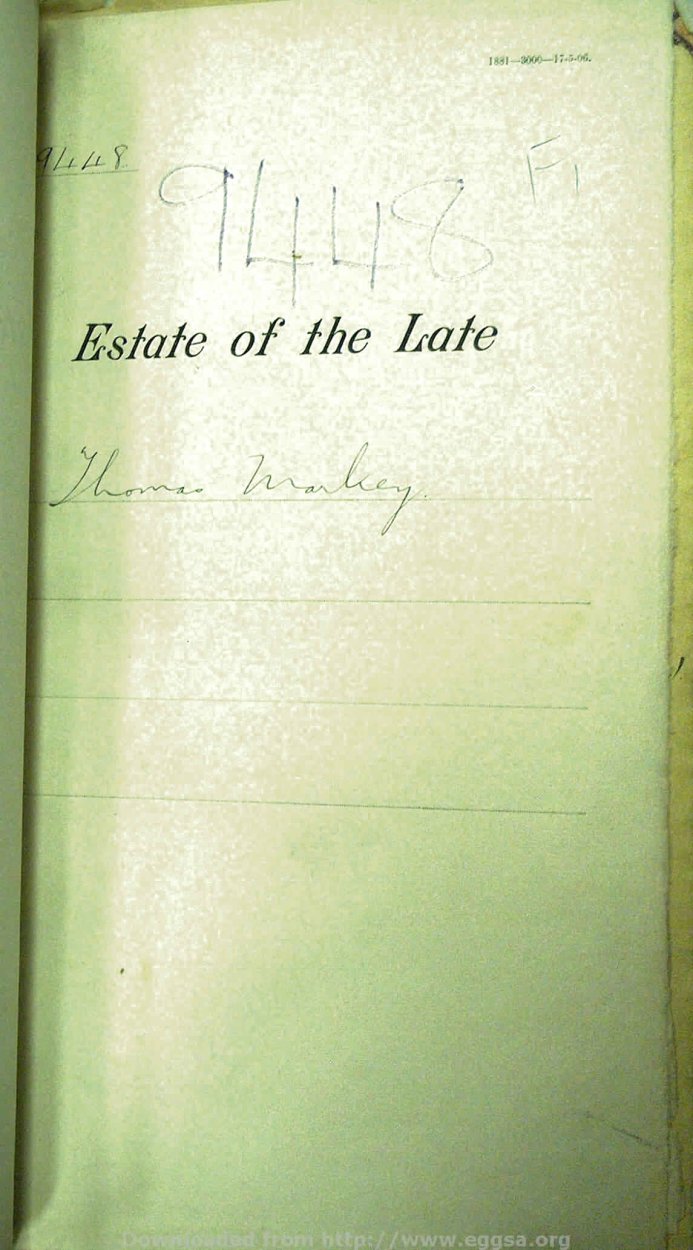 1881—3000—17-5-06.
9448
9448 F1
Estate of the Late
Thomas Markey.
Downloaded from http://www.eggsa.org